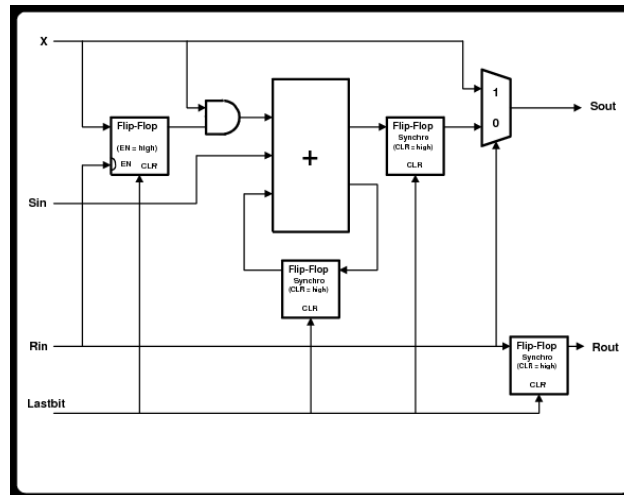 X
Flip-Flop
(EN = high)
EN CLR
+
Flip-Flop
Synchro
(CLR = high)
CLR
1
0
Sout
Sin
Flip-Flop
Synchro
(CLR = high)
CLR
Rin
Flip-Flop
Synchro
(CLR = high)
CLR
Rout
Lastbit